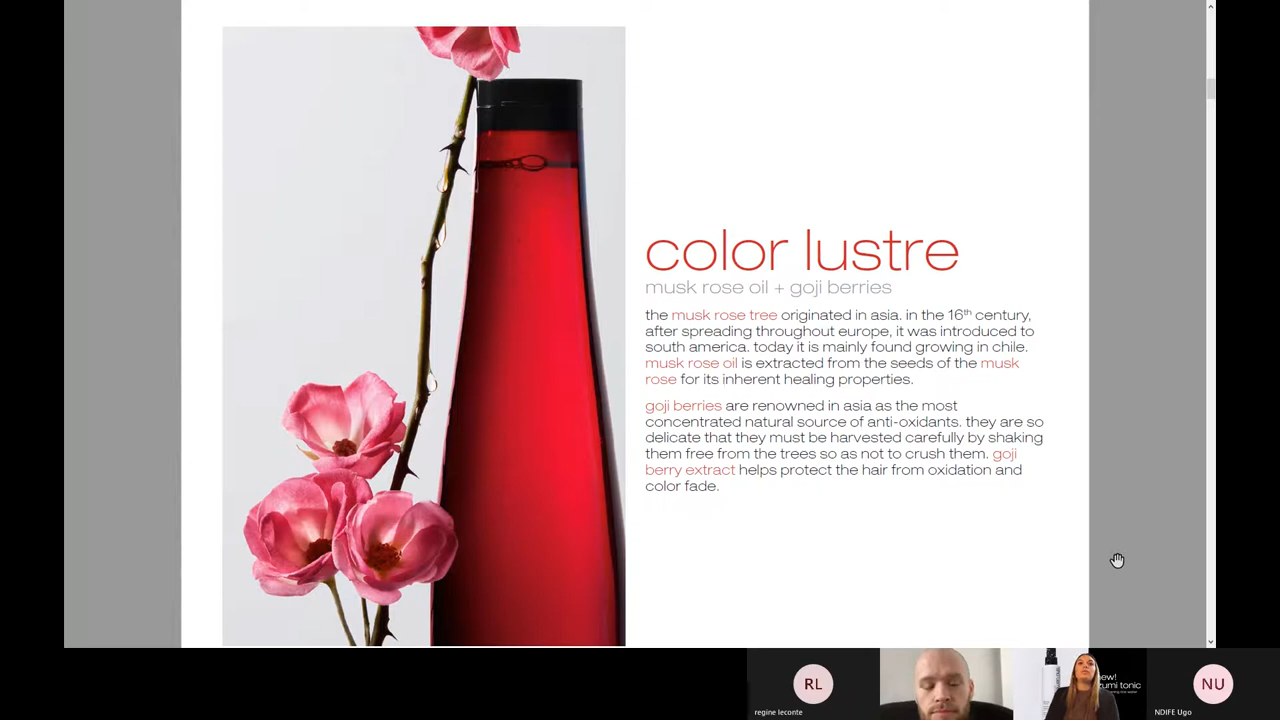 color lustre
musk rose oil + goji berries
the musk rose tree originated in asia. in the 16th century,
after spreading throughout europe, it was introduced to
south america. today it is mainly found growing in chile.
musk rose oil is extracted from the seeds of the musk
rose for its inherent healing properties.
goji berries are renowned in asia as the most
concentrated natural source of anti-oxidants. they are so
delicate that they must be harvested carefully by shaking
them free from the trees so as not to crush them. goji
berry extract helps protect the hair from oxidation and
color fade.
RL
regine leconte
new!
zumi tonic
NU
NDIFE Ugo